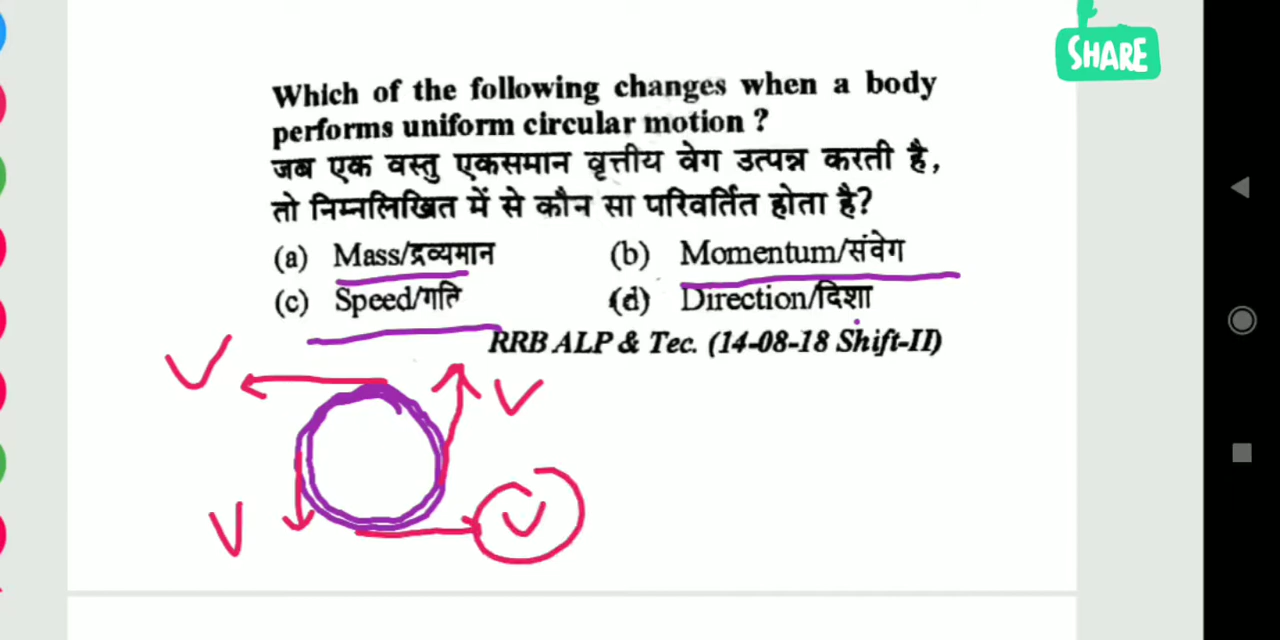 SHARE
Which of the following changes when a body
performs uniform circular motion ?
जब एक वस्तु एकसमान वृत्तीय वेग उत्पन्न करती है,
तो निम्नलिखित में से कौन सा परिवर्तित होता है?
(a) Mass/द्रव्यमान (b) Momentum/संवेग
(c) Speed/गति (d) Direction/दिशा
RRB ALP & Tec. (14-08-18 Shift-II)
V
V
V
V